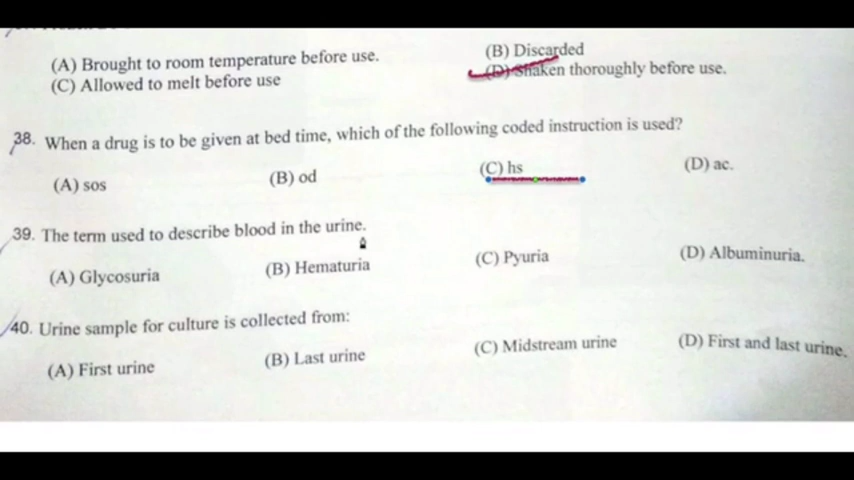 (A) Brought to room temperature before use. (B) Discarded
(C) Allowed to melt before use (D) Shaken thoroughly before use.
38. When a drug is to be given at bed time, which of the following coded instruction is used?
(A) sos (B) od (C) hs (D) ac.
39. The term used to describe blood in the urine.
(A) Glycosuria (B) Hematuria (C) Pyuria (D) Albuminuria.
40. Urine sample for culture is collected from:
(A) First urine (B) Last urine (C) Midstream urine (D) First and last urine.